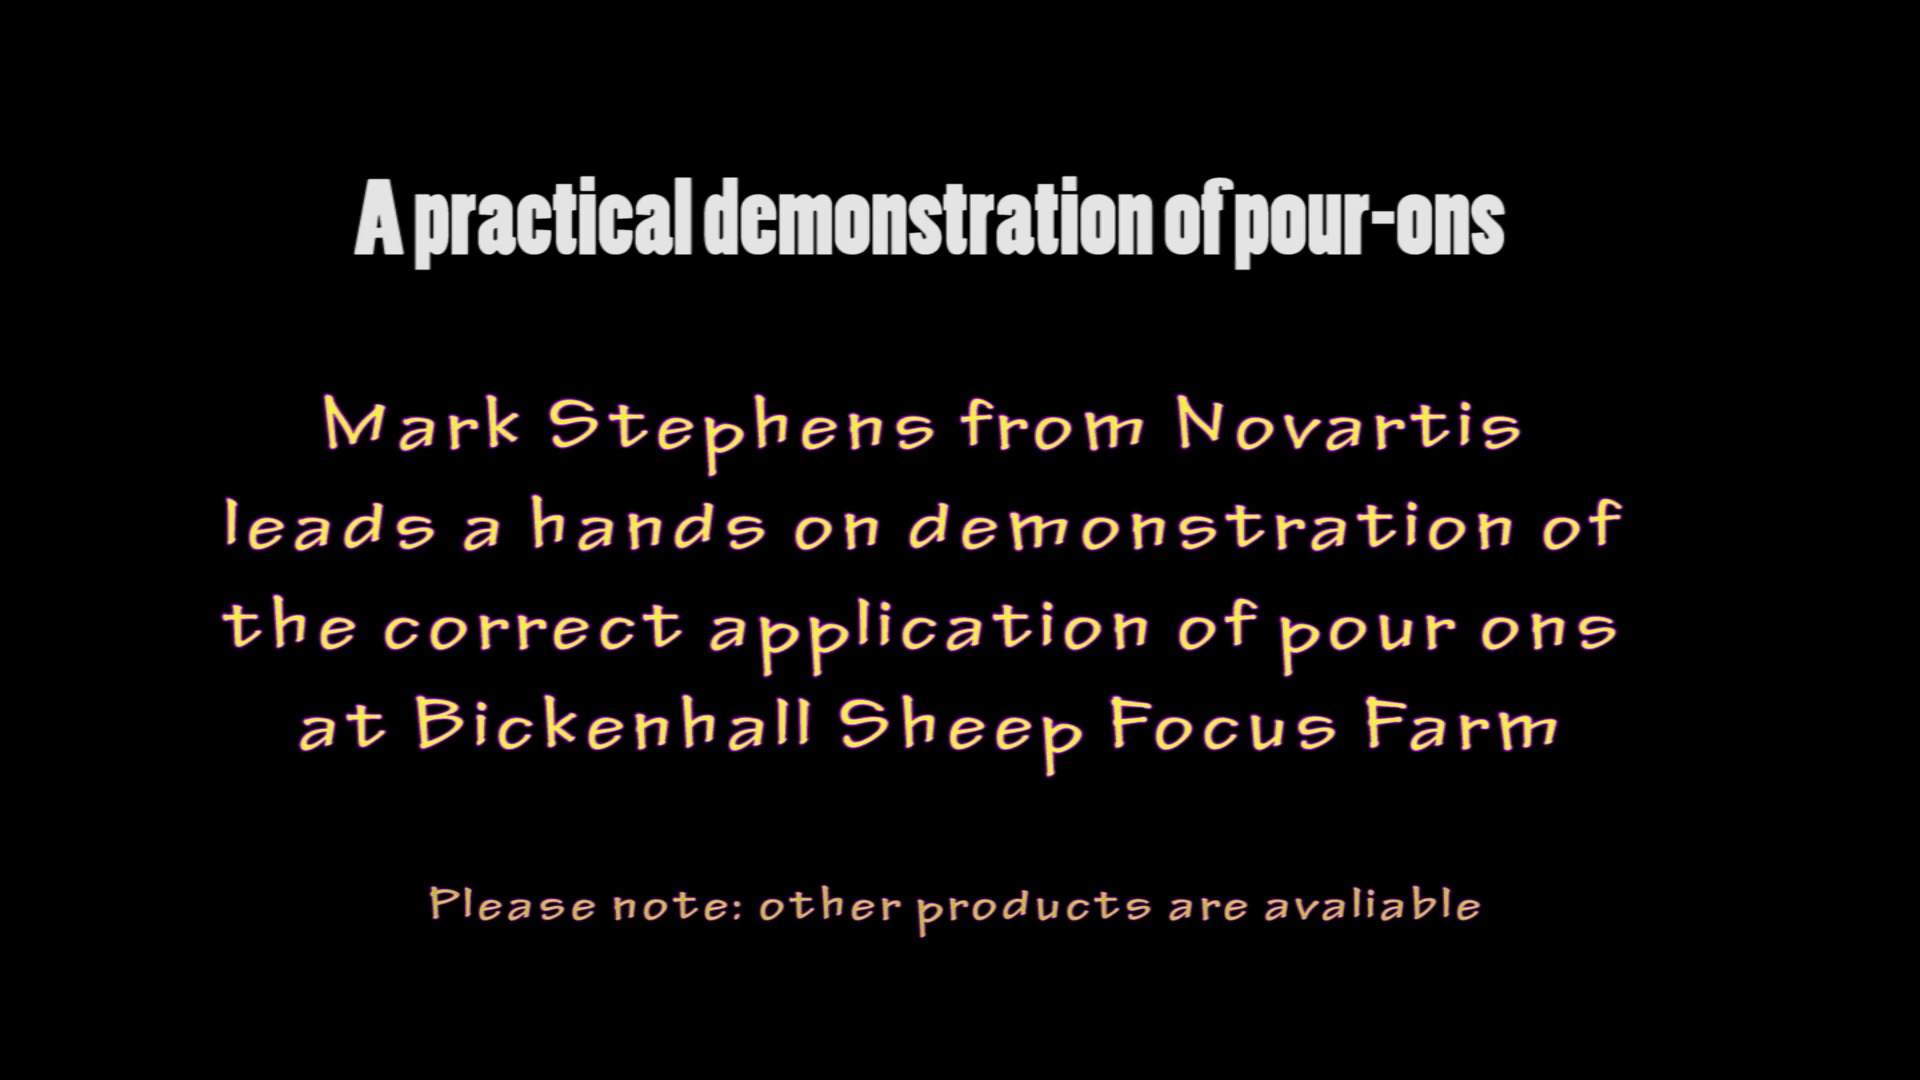 A practical demonstration of pour-ons
Mark Stephens from Novartis
leads a hands on demonstration of
the correct application of pour ons
at Bickenhall Sheep Focus Farm
Please note: other products are avaliable